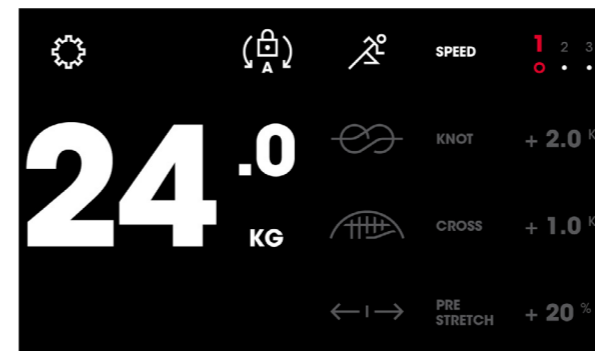 A
SPEED 1 2 3
24.0 KG
KNOT + 2.0 K
CROSS + 1.0 K
PRE
STRETCH + 20 %